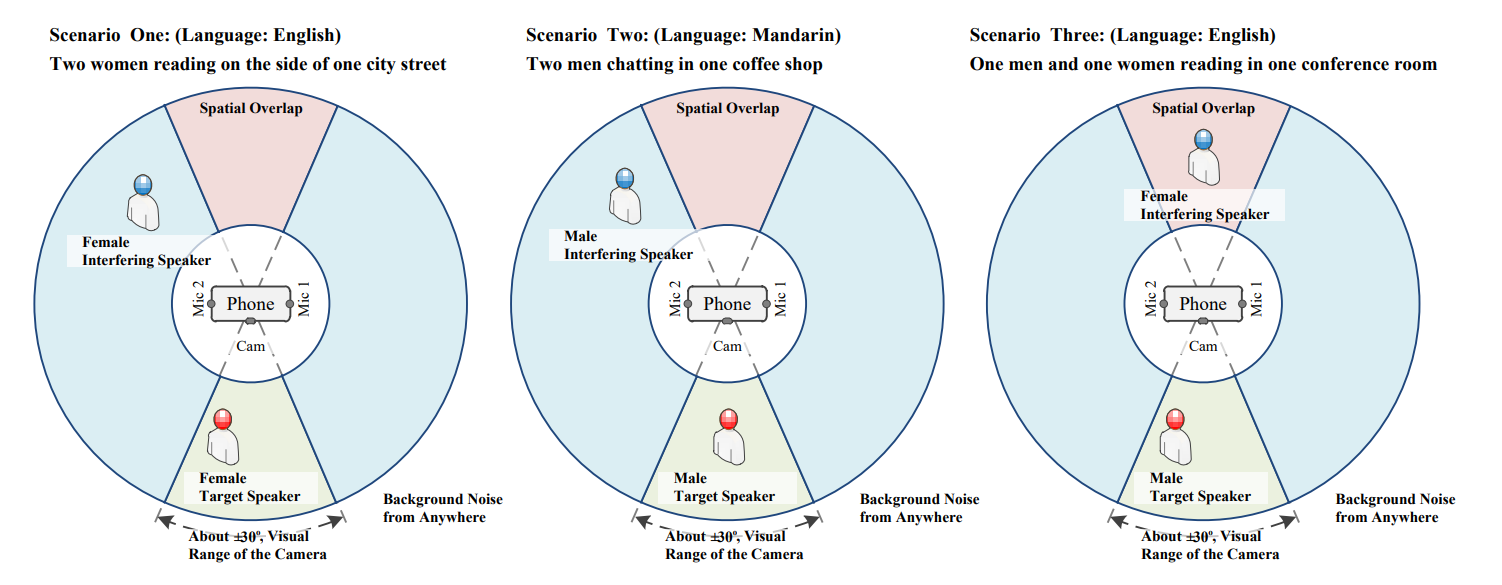 Scenario One: (Language: English)
Two women reading on the side of one city street
Spatial Overlap
Female
Interfering Speaker
Mic 2
Phone
Mic 1
Cam
Female
Target Speaker
Background Noise
from Anywhere
About ±30°, Visual
Range of the Camera
Scenario Two: (Language: Mandarin)
Two men chatting in one coffee shop
Spatial Overlap
Male
Interfering Speaker
Mic 2
Phone
Mic 1
Cam
Male
Target Speaker
Background Noise
from Anywhere
About ±30°, Visual
Range of the Camera
Scenario Three: (Language: English)
One men and one women reading in one conference room
Spatial Overlap
Female
Interfering Speaker
Mic 2
Phone
Mic 1
Cam
Male
Target Speaker
Background Noise
from Anywhere
About ±30°, Visual
Range of the Camera